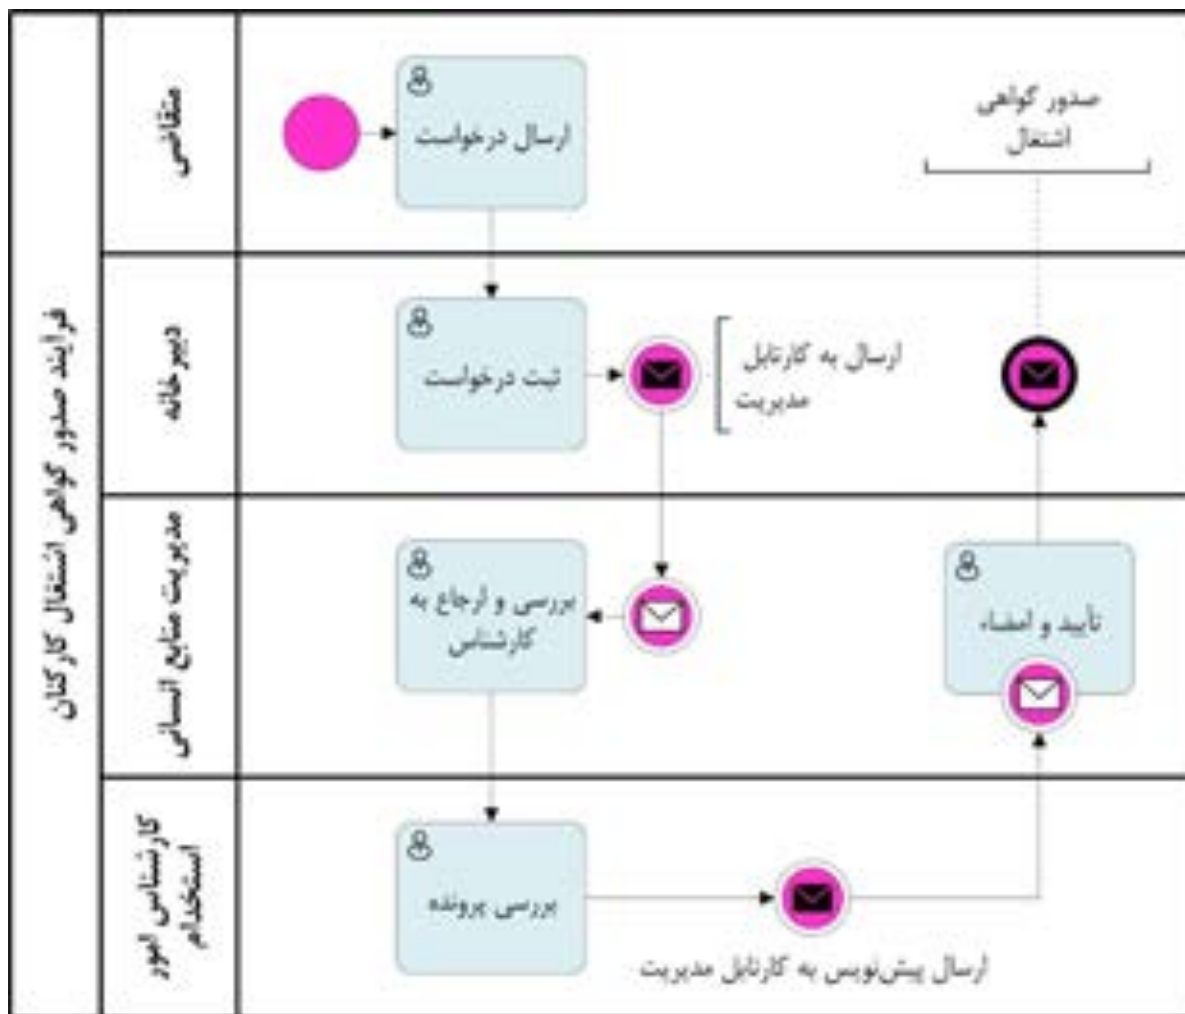 فرآیند صدور گواهی اشتغال کارکنان
متقاضی
ارسال درخواست
صدور گواهی
اشتغال
دبیرخانه
ثبت درخواست
ارسال به کارتابل
مدیریت
مدیریت منابع انسانی
بررسی و ارجاع به
کارشناس
تأیید و امضاء
کارشناس امور
استخدام
بررسی پرونده
ارسال پیش‌نویس به کارتابل مدیریت